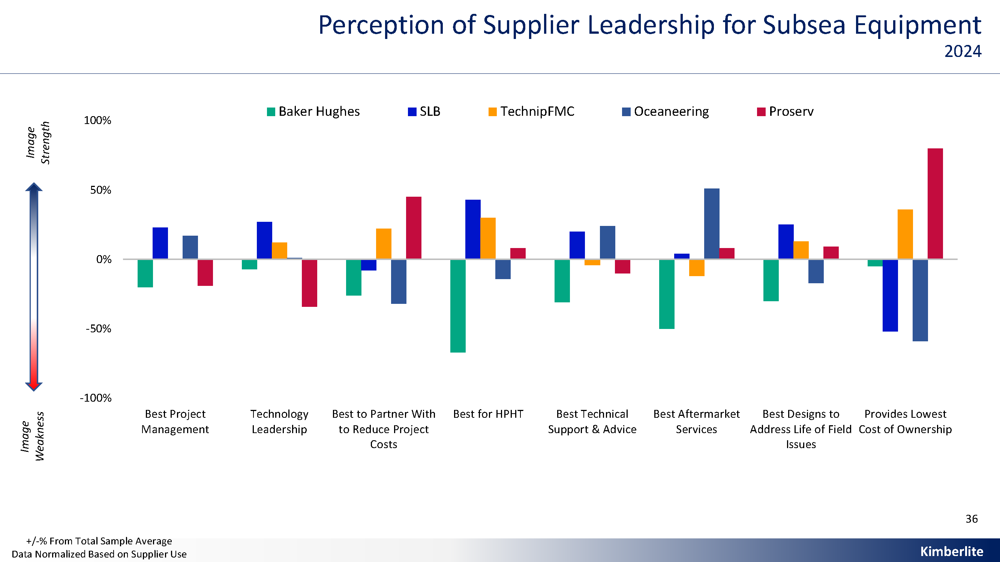 Perception of Supplier Leadership for Subsea Equipment
2024
Baker Hughes
SLB
TechnipFMC
Oceaneering
Proserv
Image
Strength
100%
50%
0%
-50%
-100%
Image
Weakness
Best Project
Management
Technology
Leadership
Best to Partner With
to Reduce Project
Costs
Best for HPHT
Best Technical
Support & Advice
Best Aftermarket
Services
Best Designs to
Address Life of Field
Issues
Provides Lowest
Cost of Ownership
36
+/-% From Total Sample Average
Data Normalized Based on Supplier Use
Kimberlite